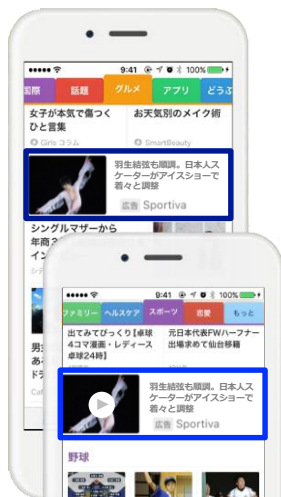 9:41 100%
国際 話題 グルメ アプリ どうぶ
女子が本気で傷つく
ひと言集
お天気別のメイク術
Girls コラム
SmartBeauty
羽生結弦も順調。日本人ス
ケーターがアイスショーで
着々と調整
広告 Sportiva
シングルマザーから
年商3
イン
男
あ
ドラ
9:41 100%
ファミリー ヘルスケア スポーツ 恋愛 もっと
出てみてびっくり【卓球
4コマ漫画・レディース
卓球24時】
元日本代表FWハーフナー
出場求めて仙台移籍
羽生結弦も順調。日本人ス
ケーターがアイスショーで
着々と調整
広告 Sportiva
野球